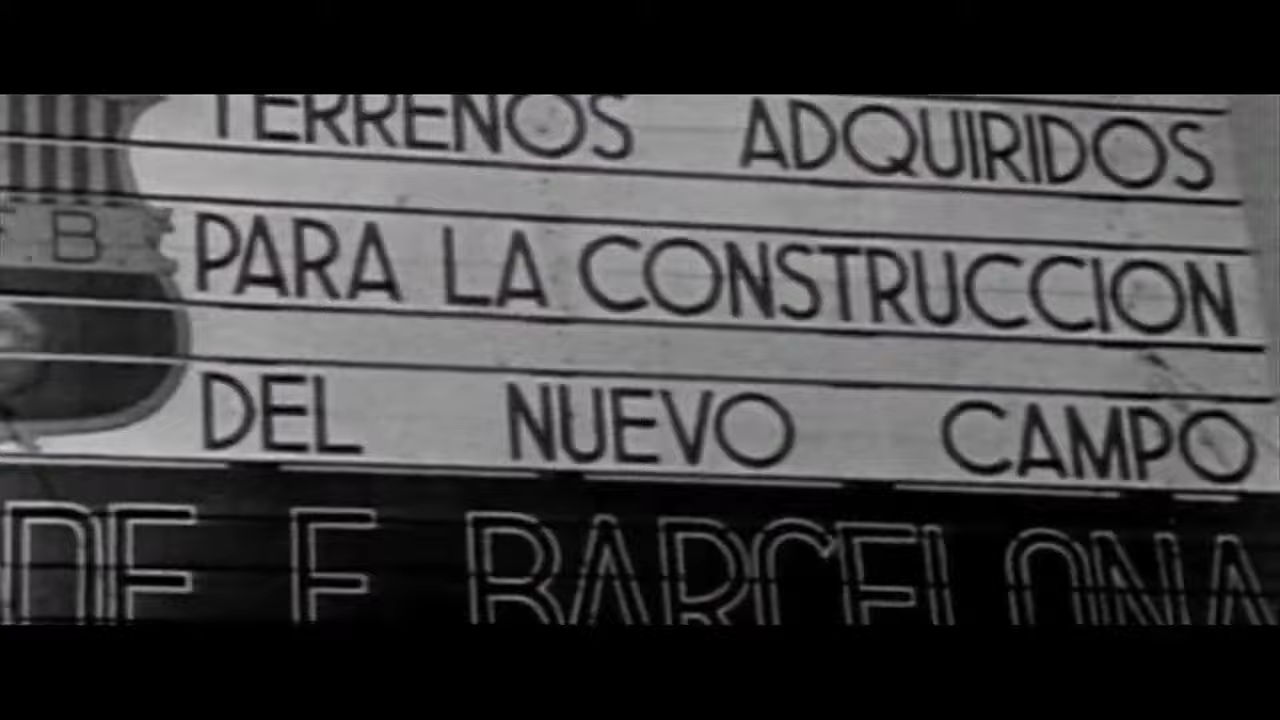 TERRENOS ADQUIRIDOS
F B
PARA LA CONSTRUCCION
DEL NUEVO CAMPO
DE F BARCELONA